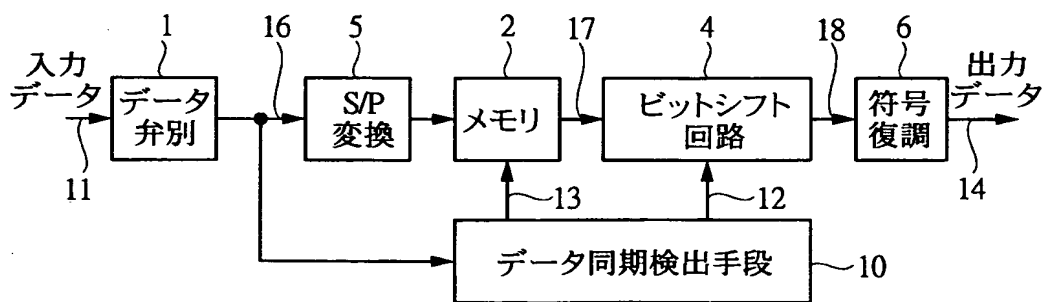 1
16
5
2
17
4
18
6
入力
データ
データ
弁別
S/P
変換
メモリ
ビットシフト
回路
符号
復調
出力
データ
11
13
12
14
データ同期検出手段
10